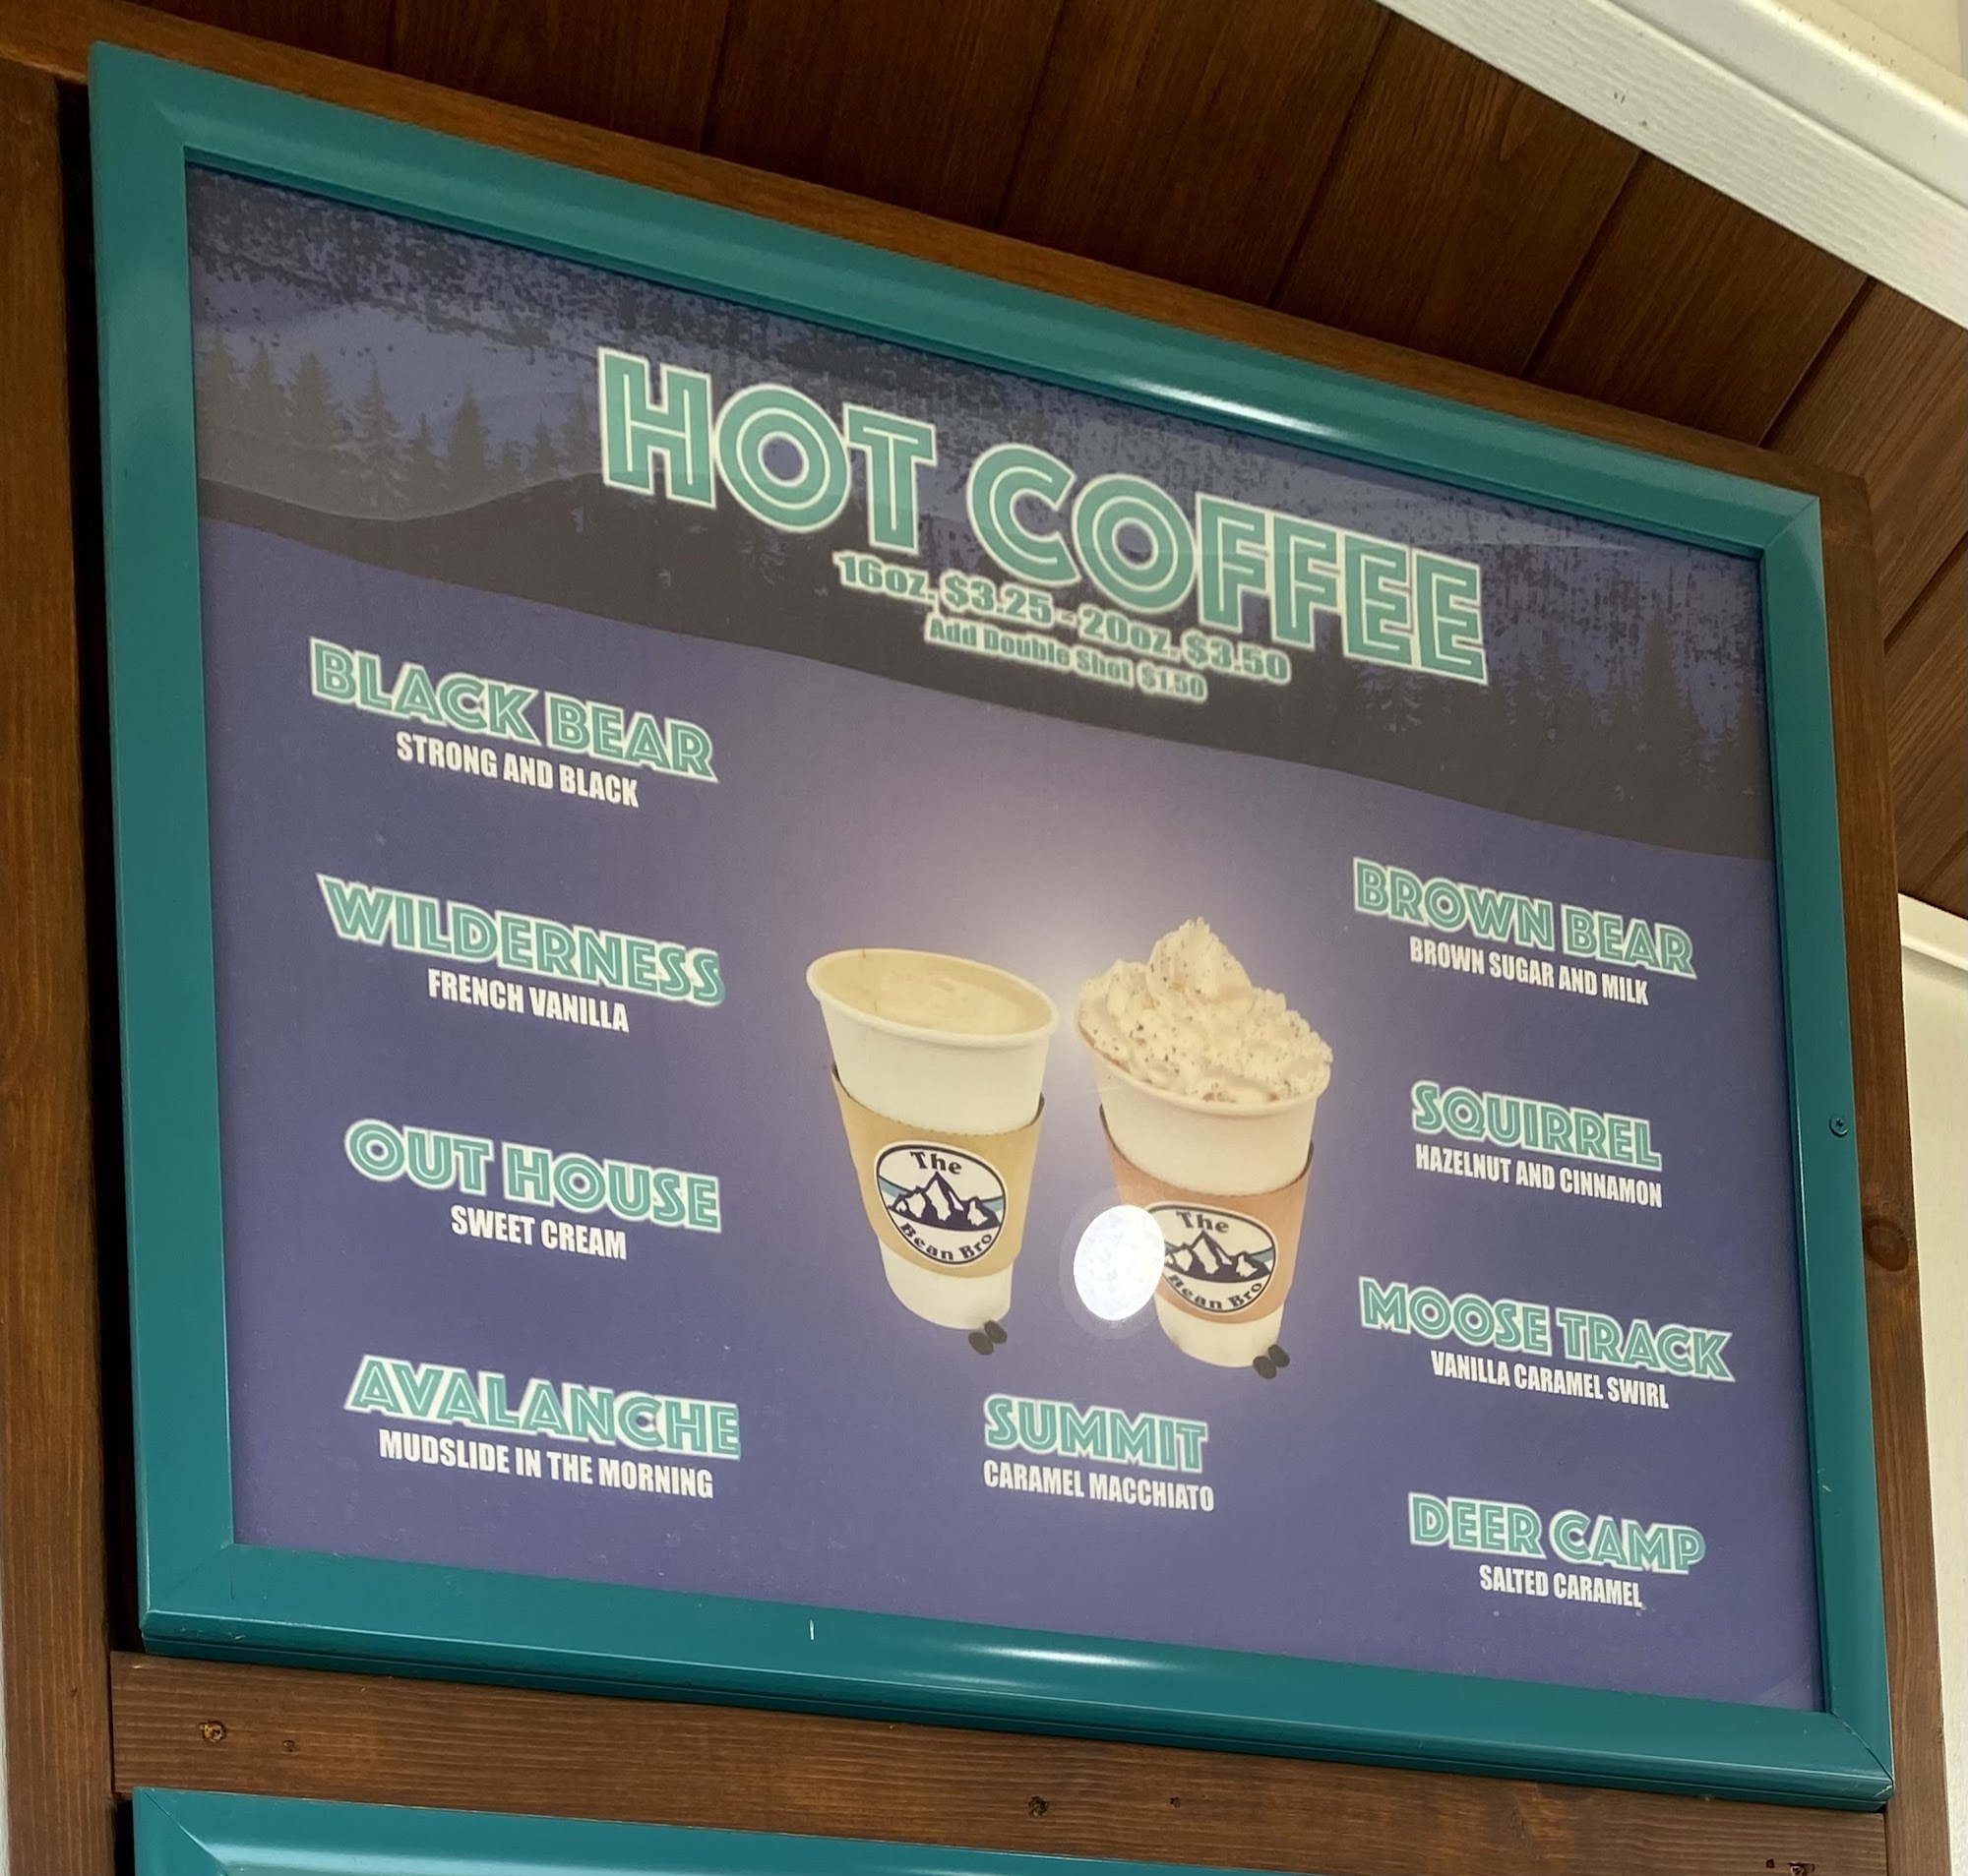 HOT COFFEE
16oz. $3.25 - 20oz. $3.50
Add Double Shot $1.50
BLACK BEAR
STRONG AND BLACK
WILDERNESS
FRENCH VANILLA
OUT HOUSE
SWEET CREAM
AVALANCHE
MUDSLIDE IN THE MORNING
The
Bean Bro
The
Bean Bro
SUMMIT
CARAMEL MACCHIATO
BROWN BEAR
BROWN SUGAR AND MILK
SQUIRREL
HAZELNUT AND CINNAMON
MOOSE TRACK
VANILLA CARAMEL SWIRL
DEER CAMP
SALTED CARAMEL